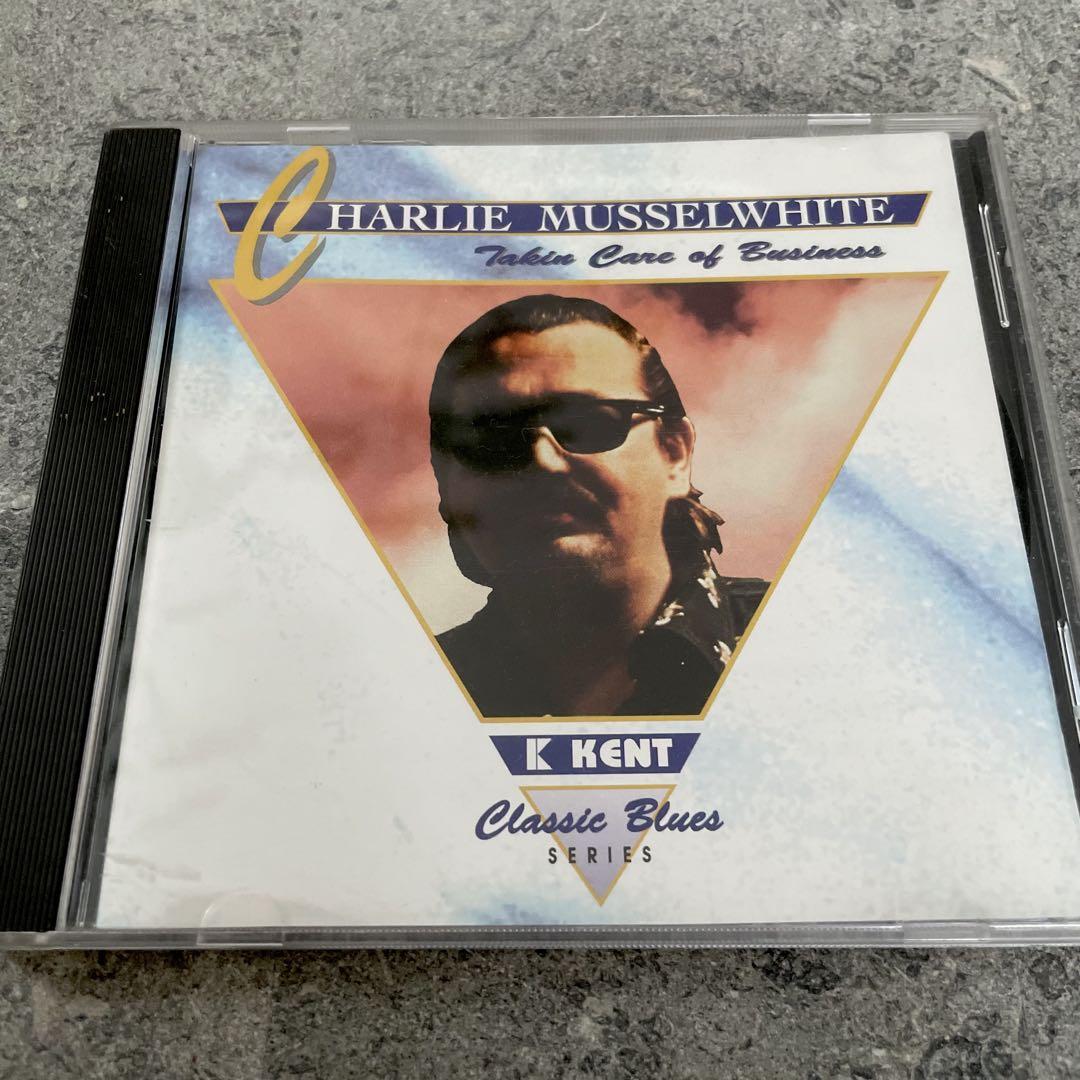 CHARLIE MUSSELWHITE
Takin Care of Business
K KENT
Classic Blues
SERIES